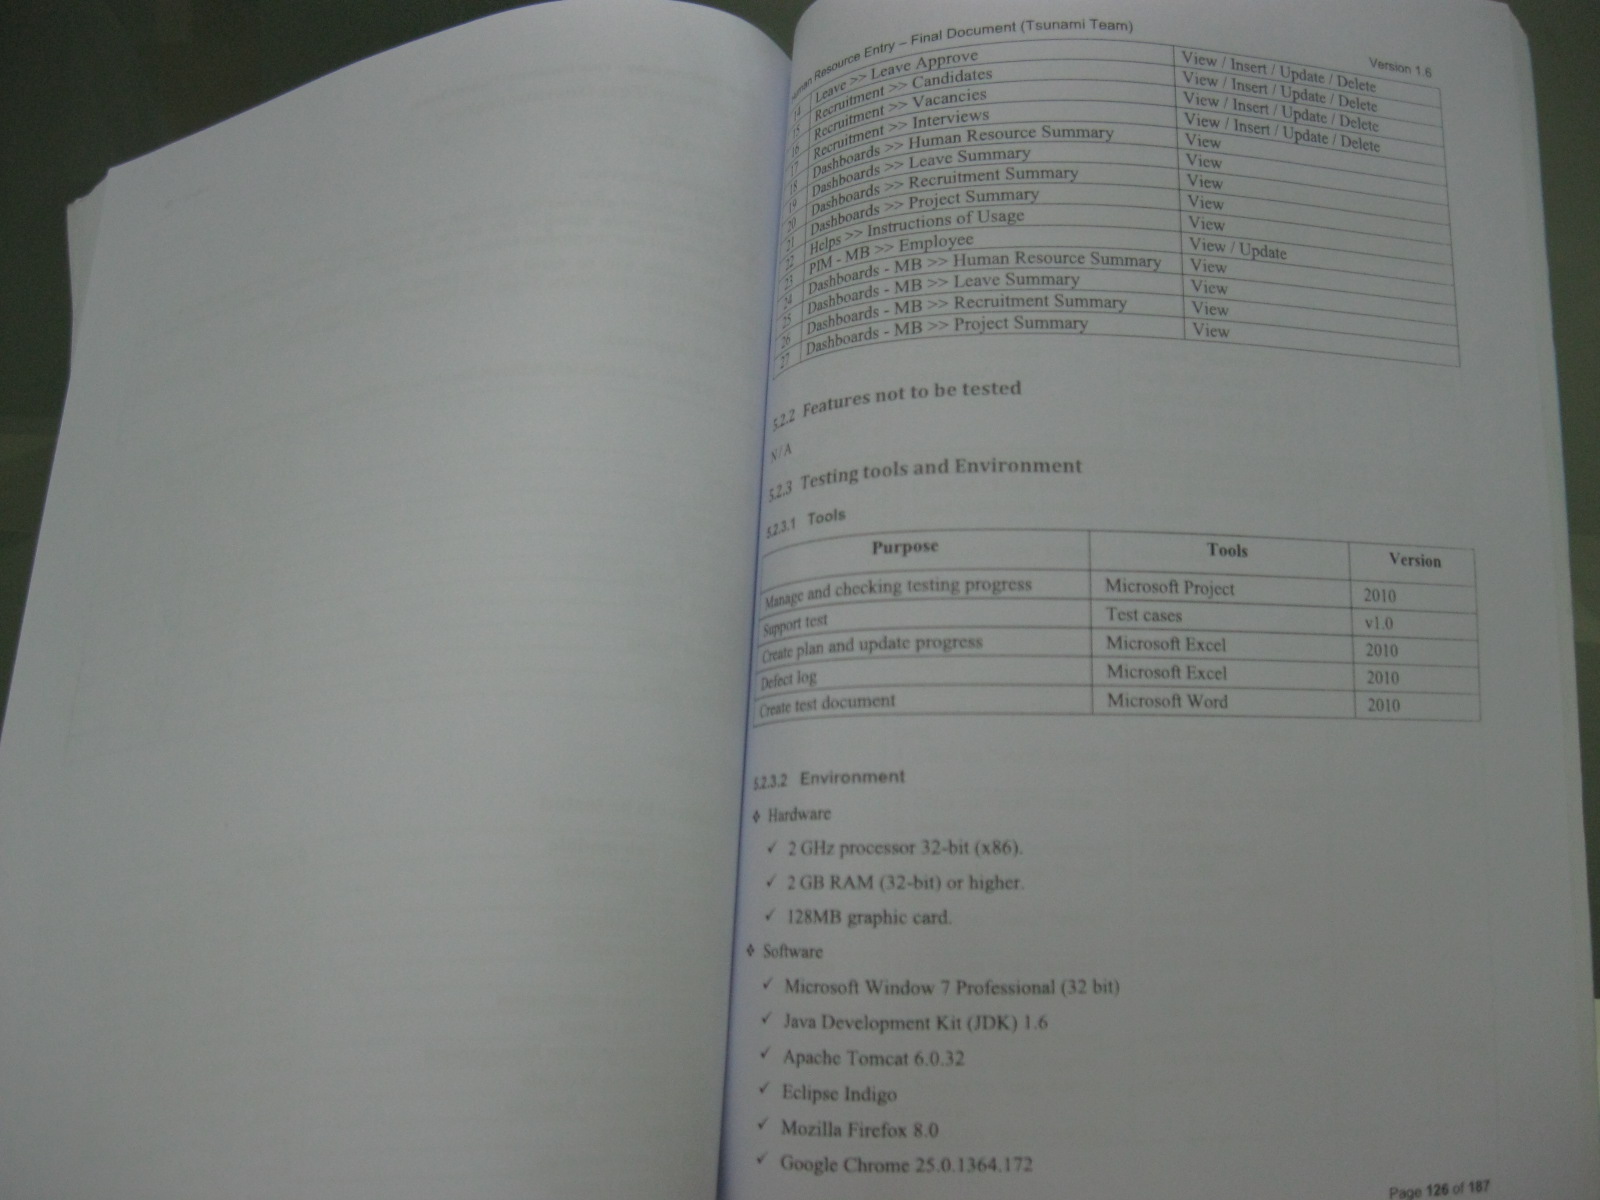 Human Resource Entry – Final Document (Tsunami Team) Version 1.6
14 Leave >> Leave Approve View / Insert / Update / Delete
15 Recruitment >> Candidates View / Insert / Update / Delete
16 Recruitment >> Vacancies View / Insert / Update / Delete
17 Recruitment >> Interviews View / Insert / Update / Delete
18 Dashboards >> Human Resource Summary View
19 Dashboards >> Leave Summary View
20 Dashboards >> Recruitment Summary View
21 Dashboards >> Project Summary View
22 Helps >> Instructions of Usage View
23 PIM - MB >> Employee View / Update
24 Dashboards - MB >> Human Resource Summary View
25 Dashboards - MB >> Leave Summary View
26 Dashboards - MB >> Recruitment Summary View
27 Dashboards - MB >> Project Summary View
5.2.2 Features not to be tested
N/A
5.2.3 Testing tools and Environment
5.2.3.1 Tools
Purpose Tools Version
Manage and checking testing progress Microsoft Project 2010
Support test Test cases v1.0
Create plan and update progress Microsoft Excel 2010
Defect log Microsoft Excel 2010
Create test document Microsoft Word 2010
5.2.3.2 Environment
❖ Hardware
✓ 2 GHz processor 32-bit (x86).
✓ 2 GB RAM (32-bit) or higher.
✓ 128MB graphic card.
❖ Software
✓ Microsoft Window 7 Professional (32 bit)
✓ Java Development Kit (JDK) 1.6
✓ Apache Tomcat 6.0.32
✓ Eclipse Indigo
✓ Mozilla Firefox 8.0
✓ Google Chrome 25.0.1364.172
Page 126 of 187